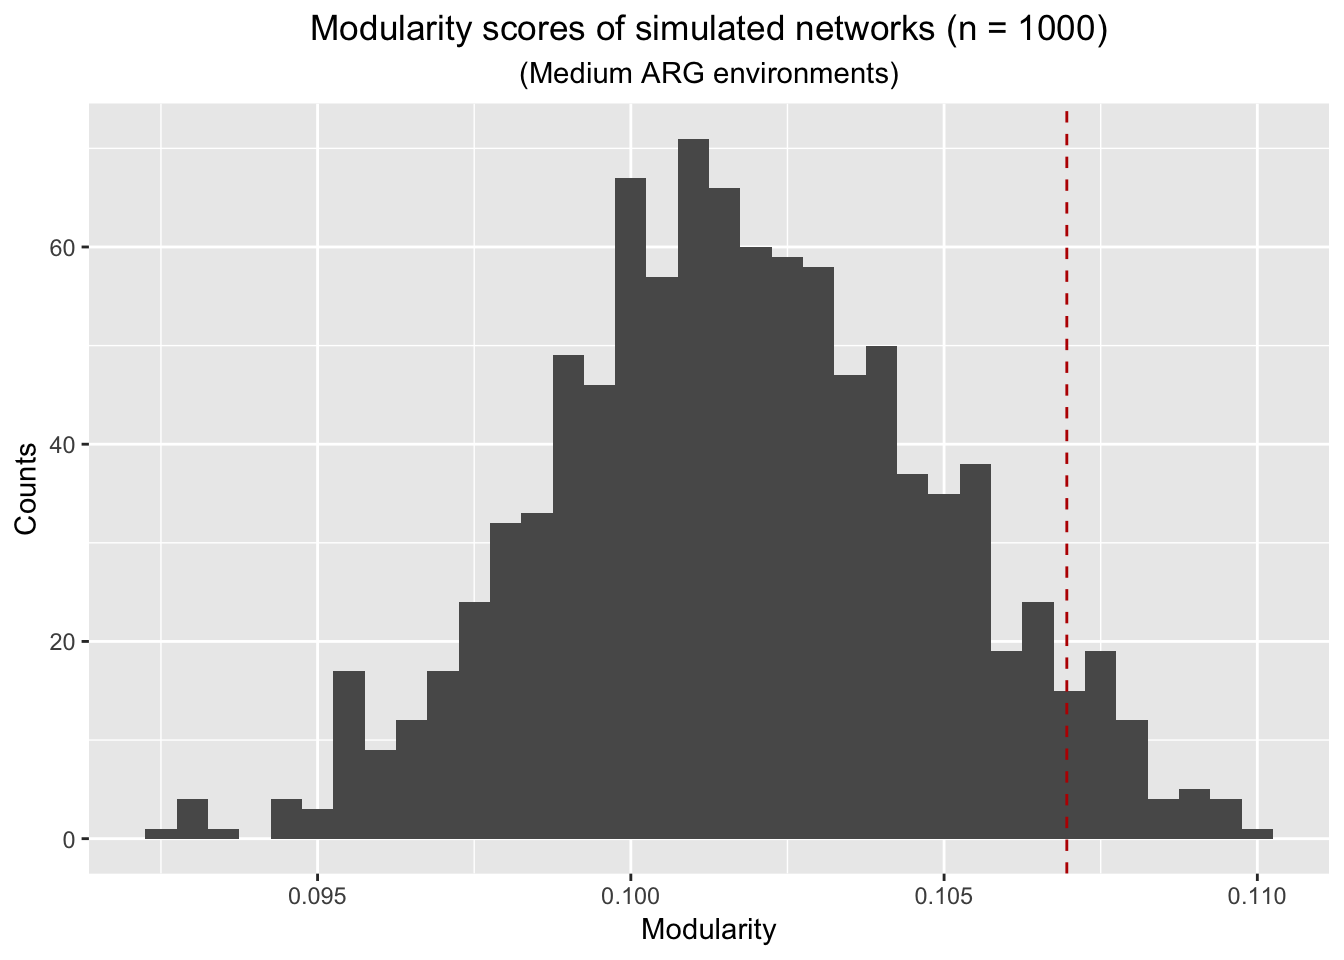 Modularity scores of simulated networks (n = 1000)
(Medium ARG environments)
60
40
20
0
Counts
0.095
0.100
0.105
0.110
Modularity